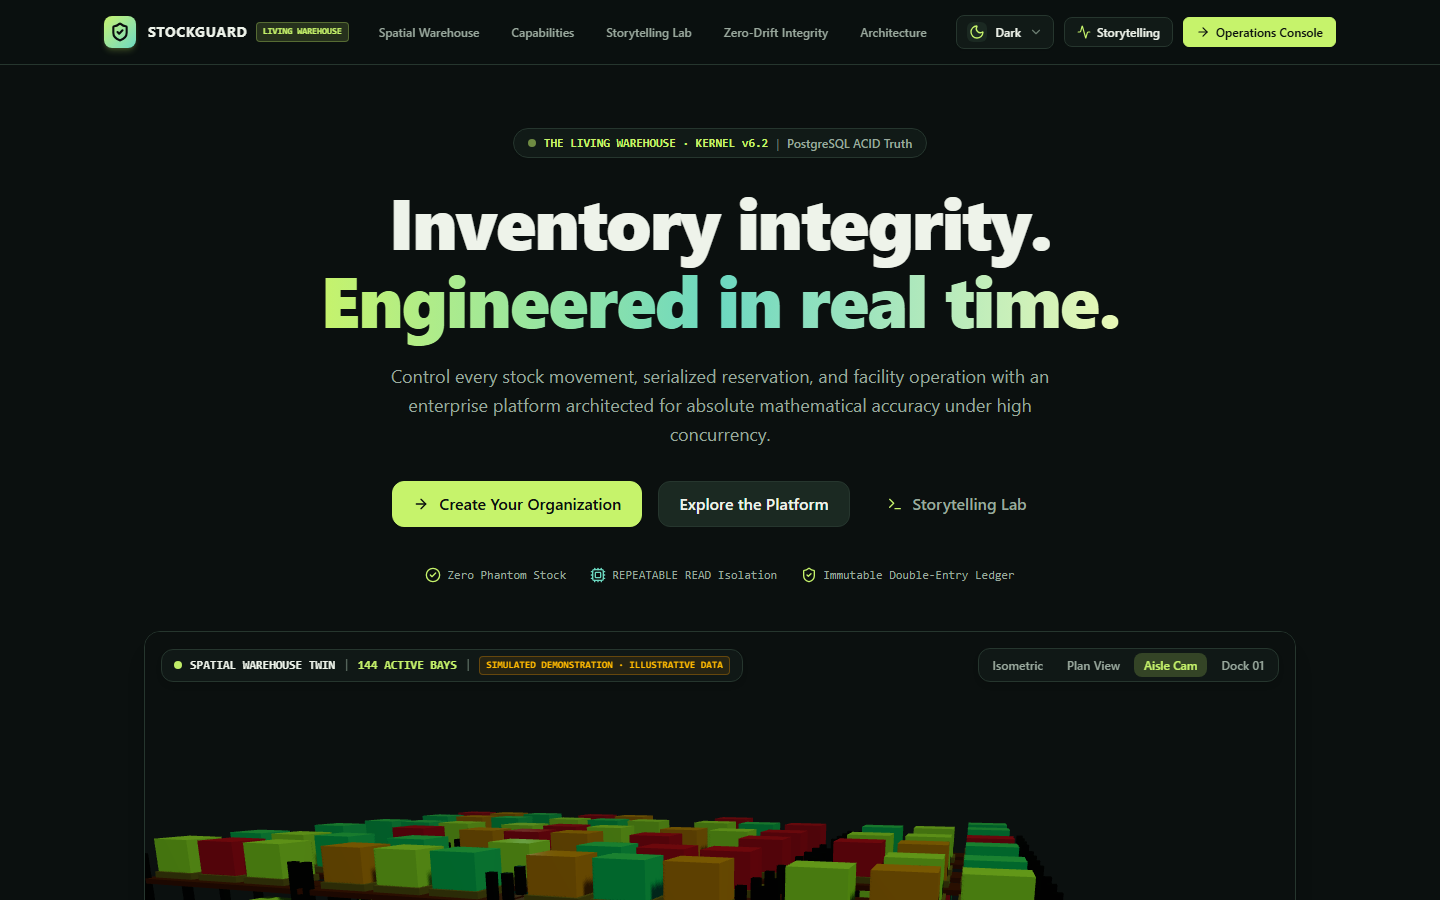 STOCKGUARD LIVING WAREHOUSE Spatial Warehouse Capabilities Storytelling Lab Zero-Drift Integrity Architecture Dark Storytelling Operations Console
THE LIVING WAREHOUSE · KERNEL v6.2 | PostgreSQL ACID Truth
Inventory integrity.
Engineered in real time.
Control every stock movement, serialized reservation, and facility operation with an
enterprise platform architected for absolute mathematical accuracy under high
concurrency.
Create Your Organization Explore the Platform Storytelling Lab
Zero Phantom Stock REPEATABLE READ Isolation Immutable Double-Entry Ledger
SPATIAL WAREHOUSE TWIN | 144 ACTIVE BAYS | SIMULATED DEMONSTRATION · ILLUSTRATIVE DATA Isometric Plan View Aisle Cam Dock 01